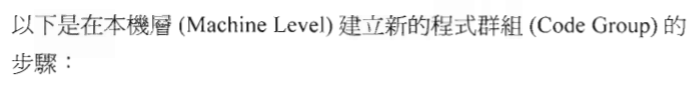 以下是在本機層 (Machine Level) 建立新的程式群組 (Code Group) 的
步驟：